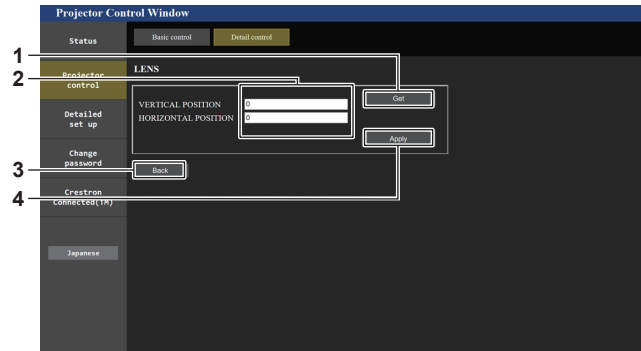 Projector Control Window
Status
Basic control
Detail control
1
2
LENS
Projector
control
VERTICAL POSITION
0
Get
HORIZONTAL POSITION
0
Detailed
set up
Apply
Change
password
3
Back
4
Crestron
Connected(TM)
Japanese